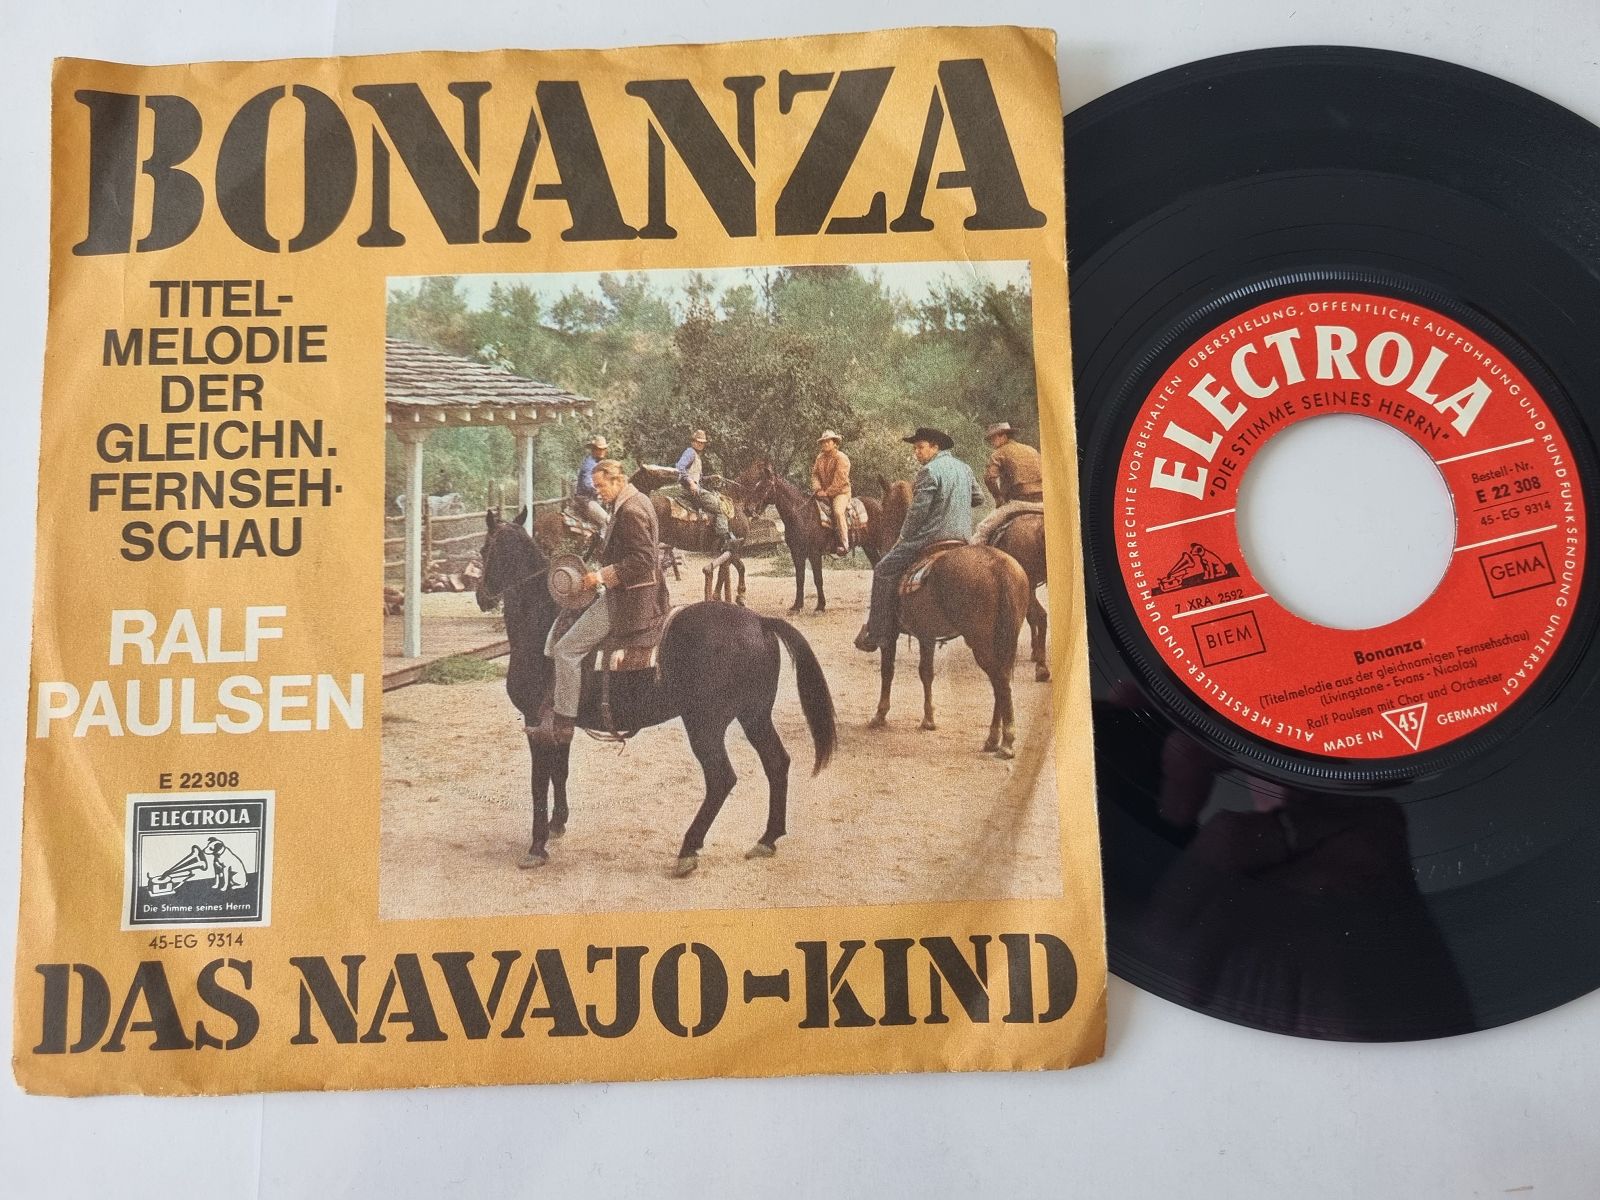 BONANZA
TITEL-
MELODIE
DER
GLEICHN.
FERNSEH-
SCHAU
RALF
PAULSEN
E 22308
ELECTROLA
Die Stimme seines Herrn
45-EG 9314
DAS NAVAJO-KIND
ALLE HERSTELLER- UND URHEBERRECHTE VORBEHALTEN ÜBERSPIELUNG, ÖFFENTLICHE AUFFÜHRUNG UND RUNDFUNKSENDUNG UNTERSAGT
ELECTROLA
"DIE STIMME SEINES HERRN"
Bestell-Nr.
E 22 308
45-EG 9314
7 XRA 2592
BIEM
GEMA
Bonanza
(Titelmelodie aus der gleichnamigen Fernsehschau)
(Livingstone - Evans - Nicolas)
Ralf Paulsen mit Chor und Orchester
MADE IN 45 GERMANY